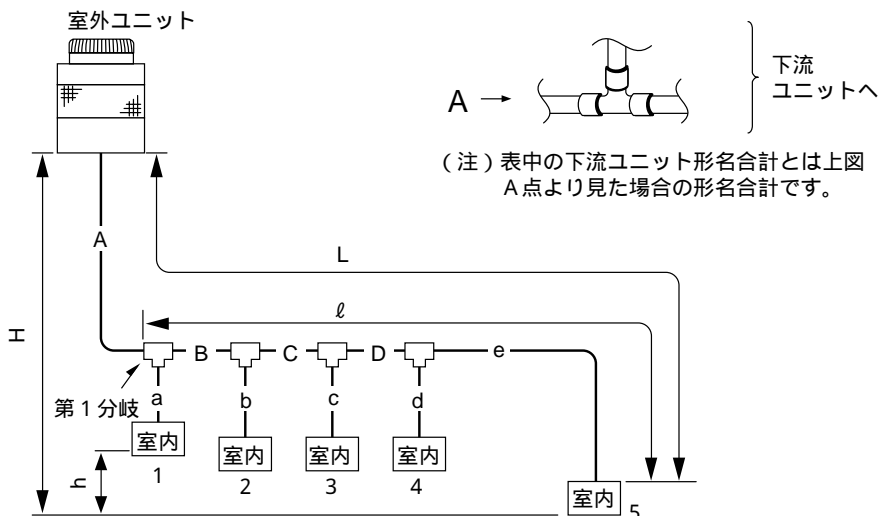 室外ユニット
A
下流
ユニットへ
(注)表中の下流ユニット形名合計とは上図
A点より見た場合の形名合計です。
A
L
H
ℓ
B
C
D
e
第1分岐
a
b
c
d
室内
1
室内
2
室内
3
室内
4
h
室内
5